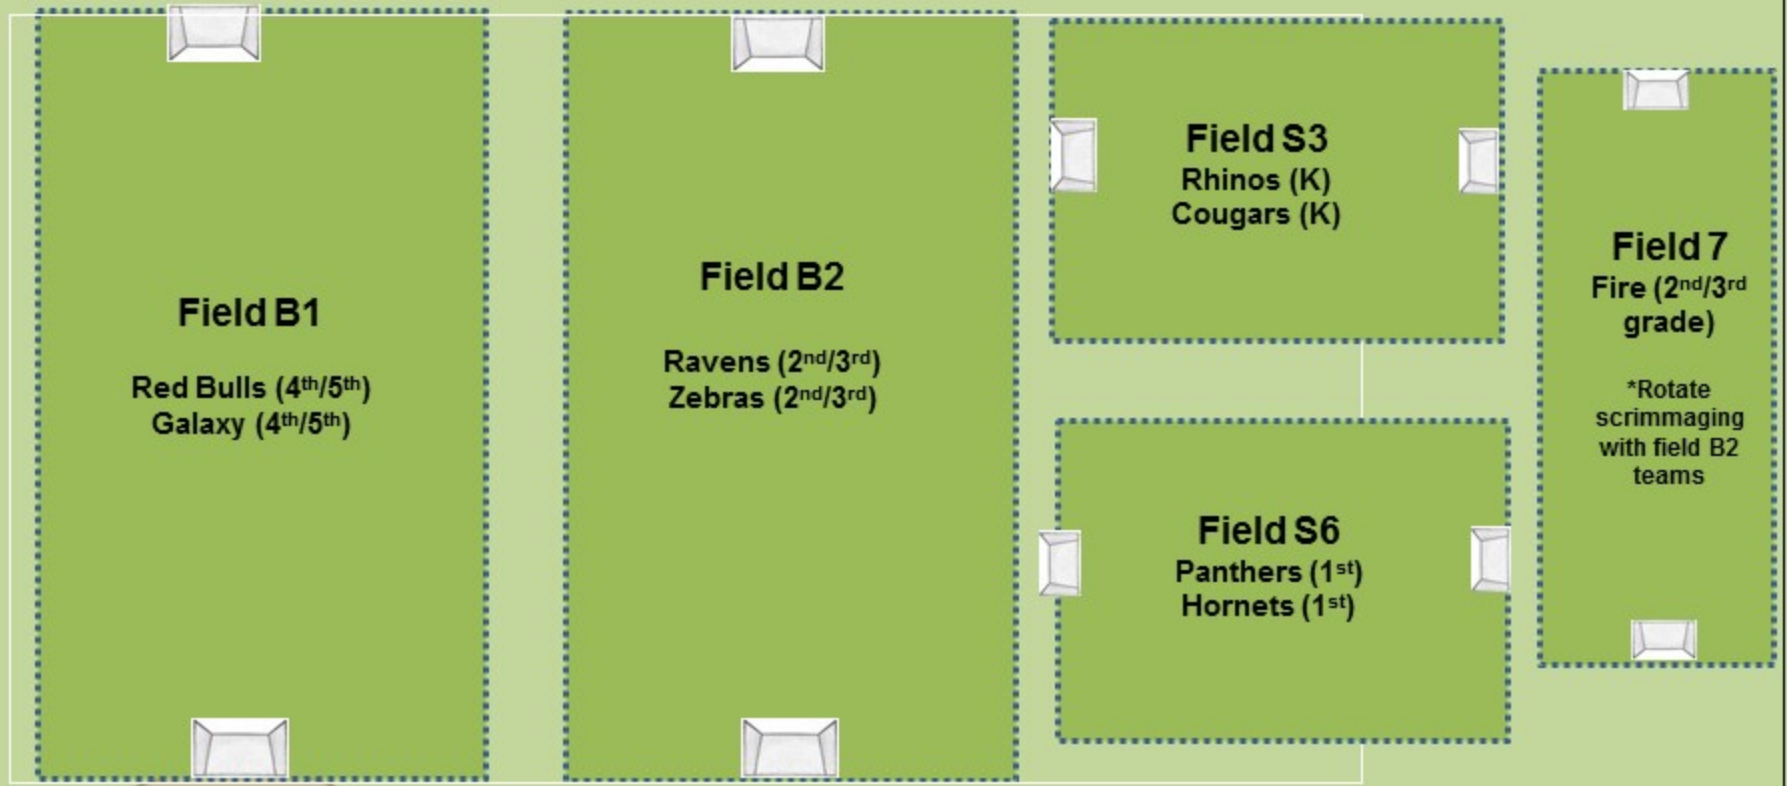 Field B1
Red Bulls (4th/5th)
Galaxy (4th/5th)
Field B2
Ravens (2nd/3rd)
Zebras (2nd/3rd)
Field S3
Rhinos (K)
Cougars (K)
Field S6
Panthers (1st)
Hornets (1st)
Field 7
Fire (2nd/3rd
grade)
*Rotate
scrimmaging
with field B2
teams